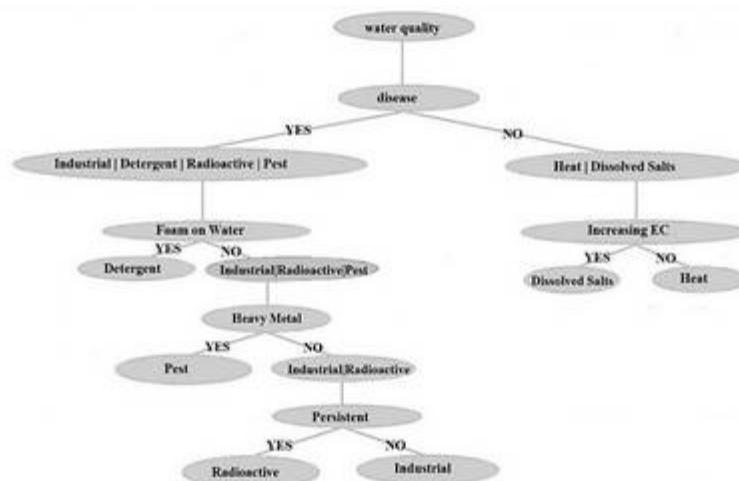 water quality
disease
YES
NO
Industrial | Detergent | Radioactive | Pest
Heat | Dissolved Salts
Foam on Water
Increasing EC
YES
NO
YES
NO
Detergent
Industrial|Radioactive|Pest
Dissolved Salts
Heat
Heavy Metal
YES
NO
Pest
Industrial|Radioactive
Persistent
YES
NO
Radioactive
Industrial